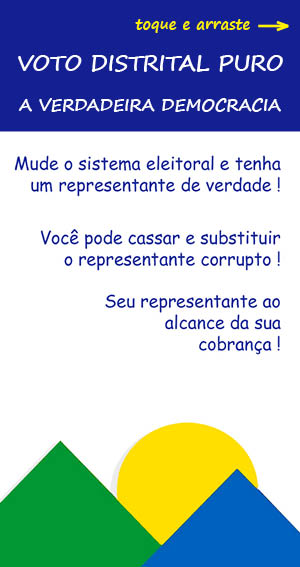 toque e arraste →
VOTO DISTRITAL PURO
A VERDADEIRA DEMOCRACIA
Mude o sistema eleitoral e tenha
um representante de verdade !
Você pode cassar e substituir
o representante corrupto !
Seu representante ao
alcance da sua
cobrança !